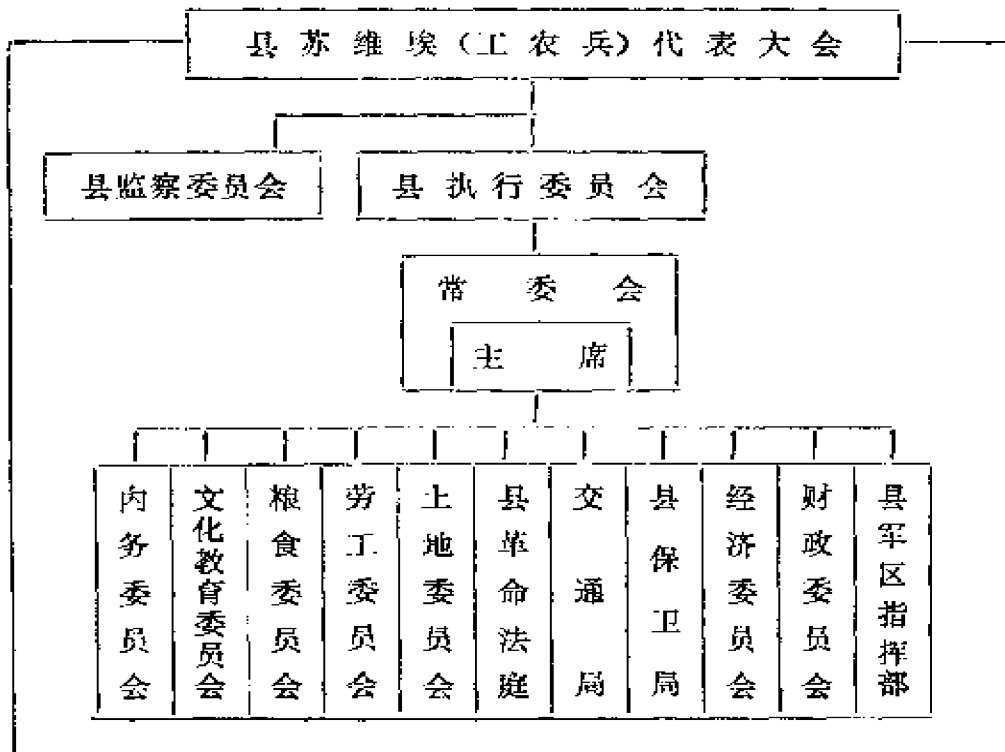 县苏维埃(工农兵)代表大会
县监察委员会
县执行委员会
常委会
主席
内务委员会
文化教育委员会
粮食委员会
劳工委员会
土地委员会
县革命法庭
交通局
县保卫局
经济委员会
财政委员会
县军区指挥部